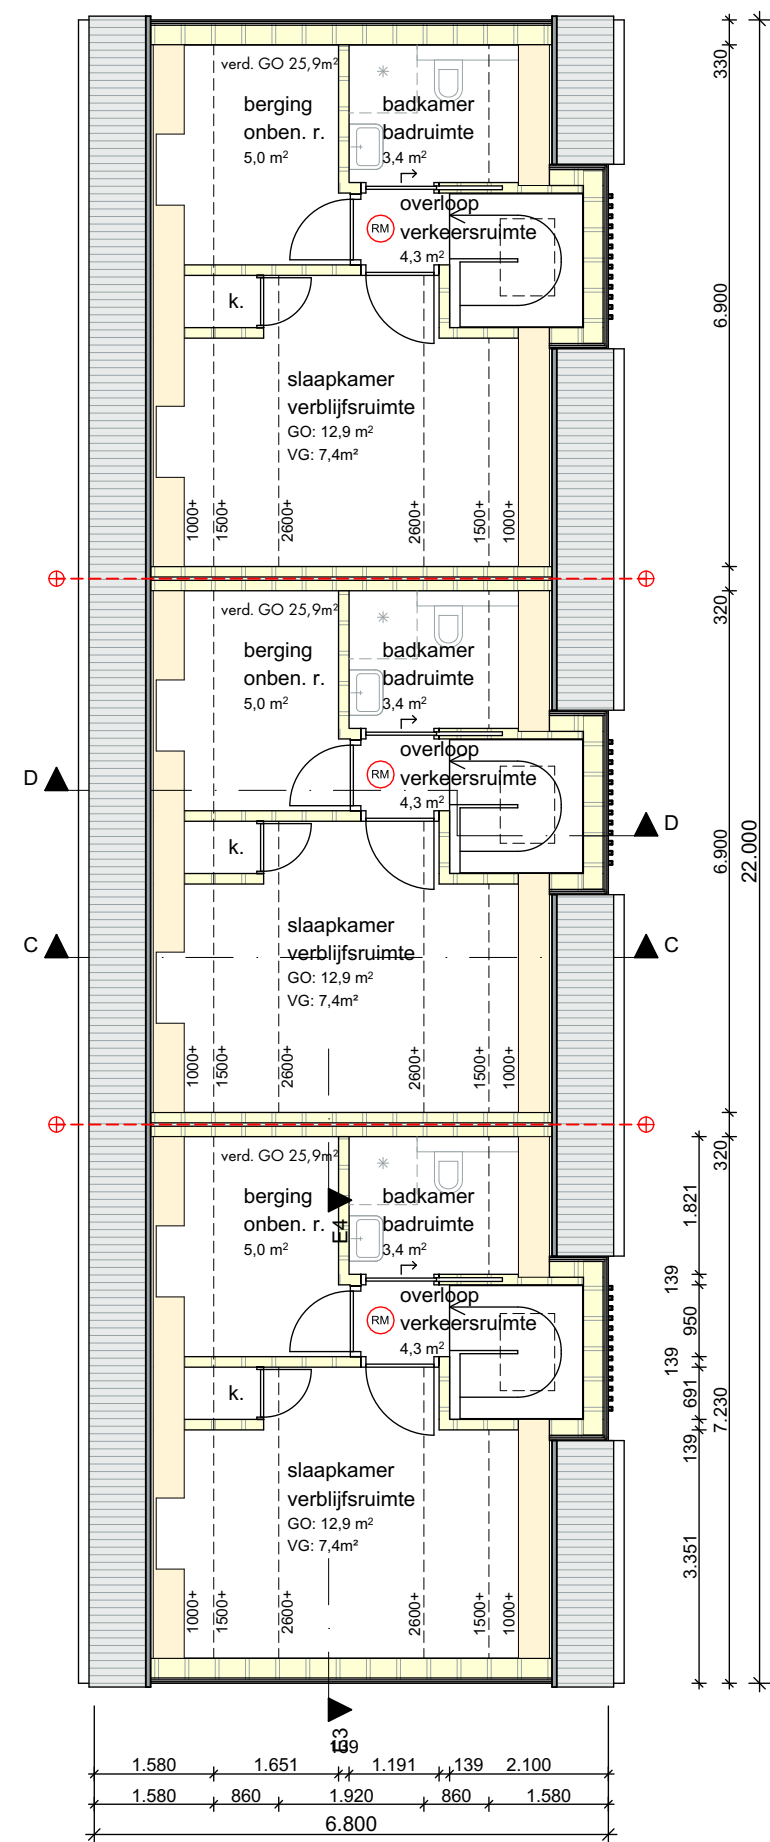 verd. GO 25,9m²
berging
onben. r.
5,0 m²
badkamer
badruimte
3,4 m²
overloop
RM
verkeersruimte
4,3 m²
k.
slaapkamer
verblijfsruimte
GO: 12,9 m²
VG: 7,4m²
1000+
1500+
2600+
2600+
1500+
1000+
330
6.900
320
verd. GO 25,9m²
berging
onben. r.
5,0 m²
badkamer
badruimte
3,4 m²
overloop
RM
verkeersruimte
4,3 m²
D
D
k.
slaapkamer
verblijfsruimte
GO: 12,9 m²
VG: 7,4m²
C
C
1000+
1500+
2600+
2600+
1500+
1000+
6.900
22.000
320
verd. GO 25,9m²
berging
onben. r.
5,0 m²
E4
badkamer
badruimte
3,4 m²
overloop
RM
verkeersruimte
4,3 m²
k.
slaapkamer
verblijfsruimte
GO: 12,9 m²
VG: 7,4m²
1000+
1500+
2600+
2600+
1500+
1000+
1.821
139
950
139
691
139
3.351
7.230
E3
1.580
1.651
139
1.191
139
2.100
1.580
860
1.920
860
1.580
6.800